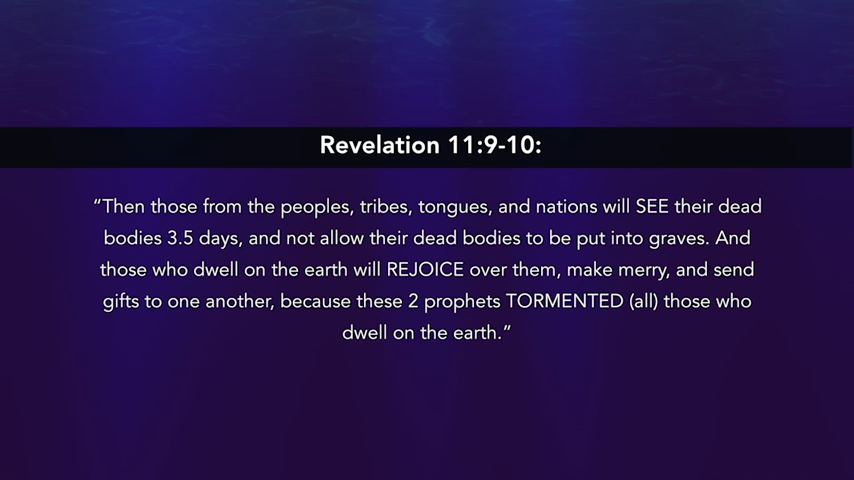 Revelation 11:9-10:
“Then those from the peoples, tribes, tongues, and nations will SEE their dead
bodies 3.5 days, and not allow their dead bodies to be put into graves. And
those who dwell on the earth will REJOICE over them, make merry, and send
gifts to one another, because these 2 prophets TORMENTED (all) those who
dwell on the earth.”